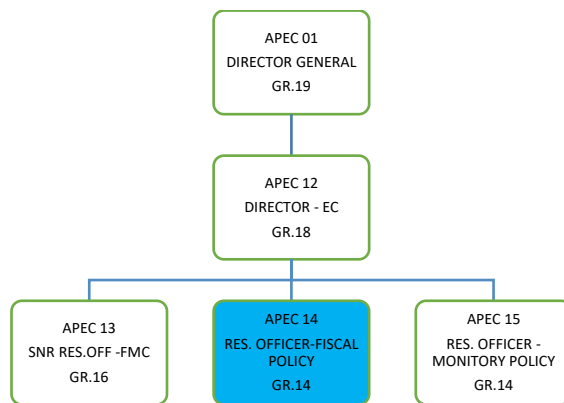 APEC 01
DIRECTOR GENERAL
GR.19
APEC 12
DIRECTOR - EC
GR.18
APEC 13
SNR RES.OFF -FMC
GR.16
APEC 14
RES. OFFICER-FISCAL
POLICY
GR.14
APEC 15
RES. OFFICER -
MONITORY POLICY
GR.14